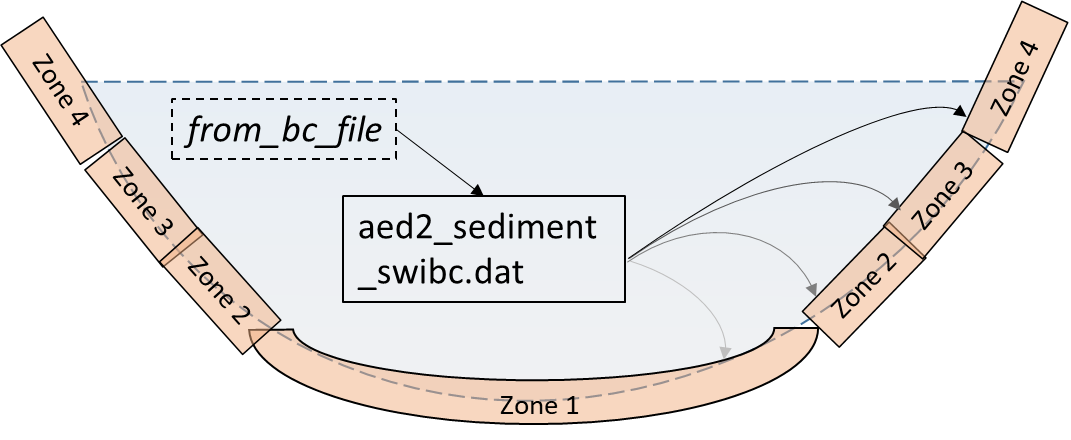 Zone 4
Zone 4
from_bc_file
Zone 3
Zone 3
aed2_sediment
_swibc.dat
Zone 2
Zone 2
Zone 1